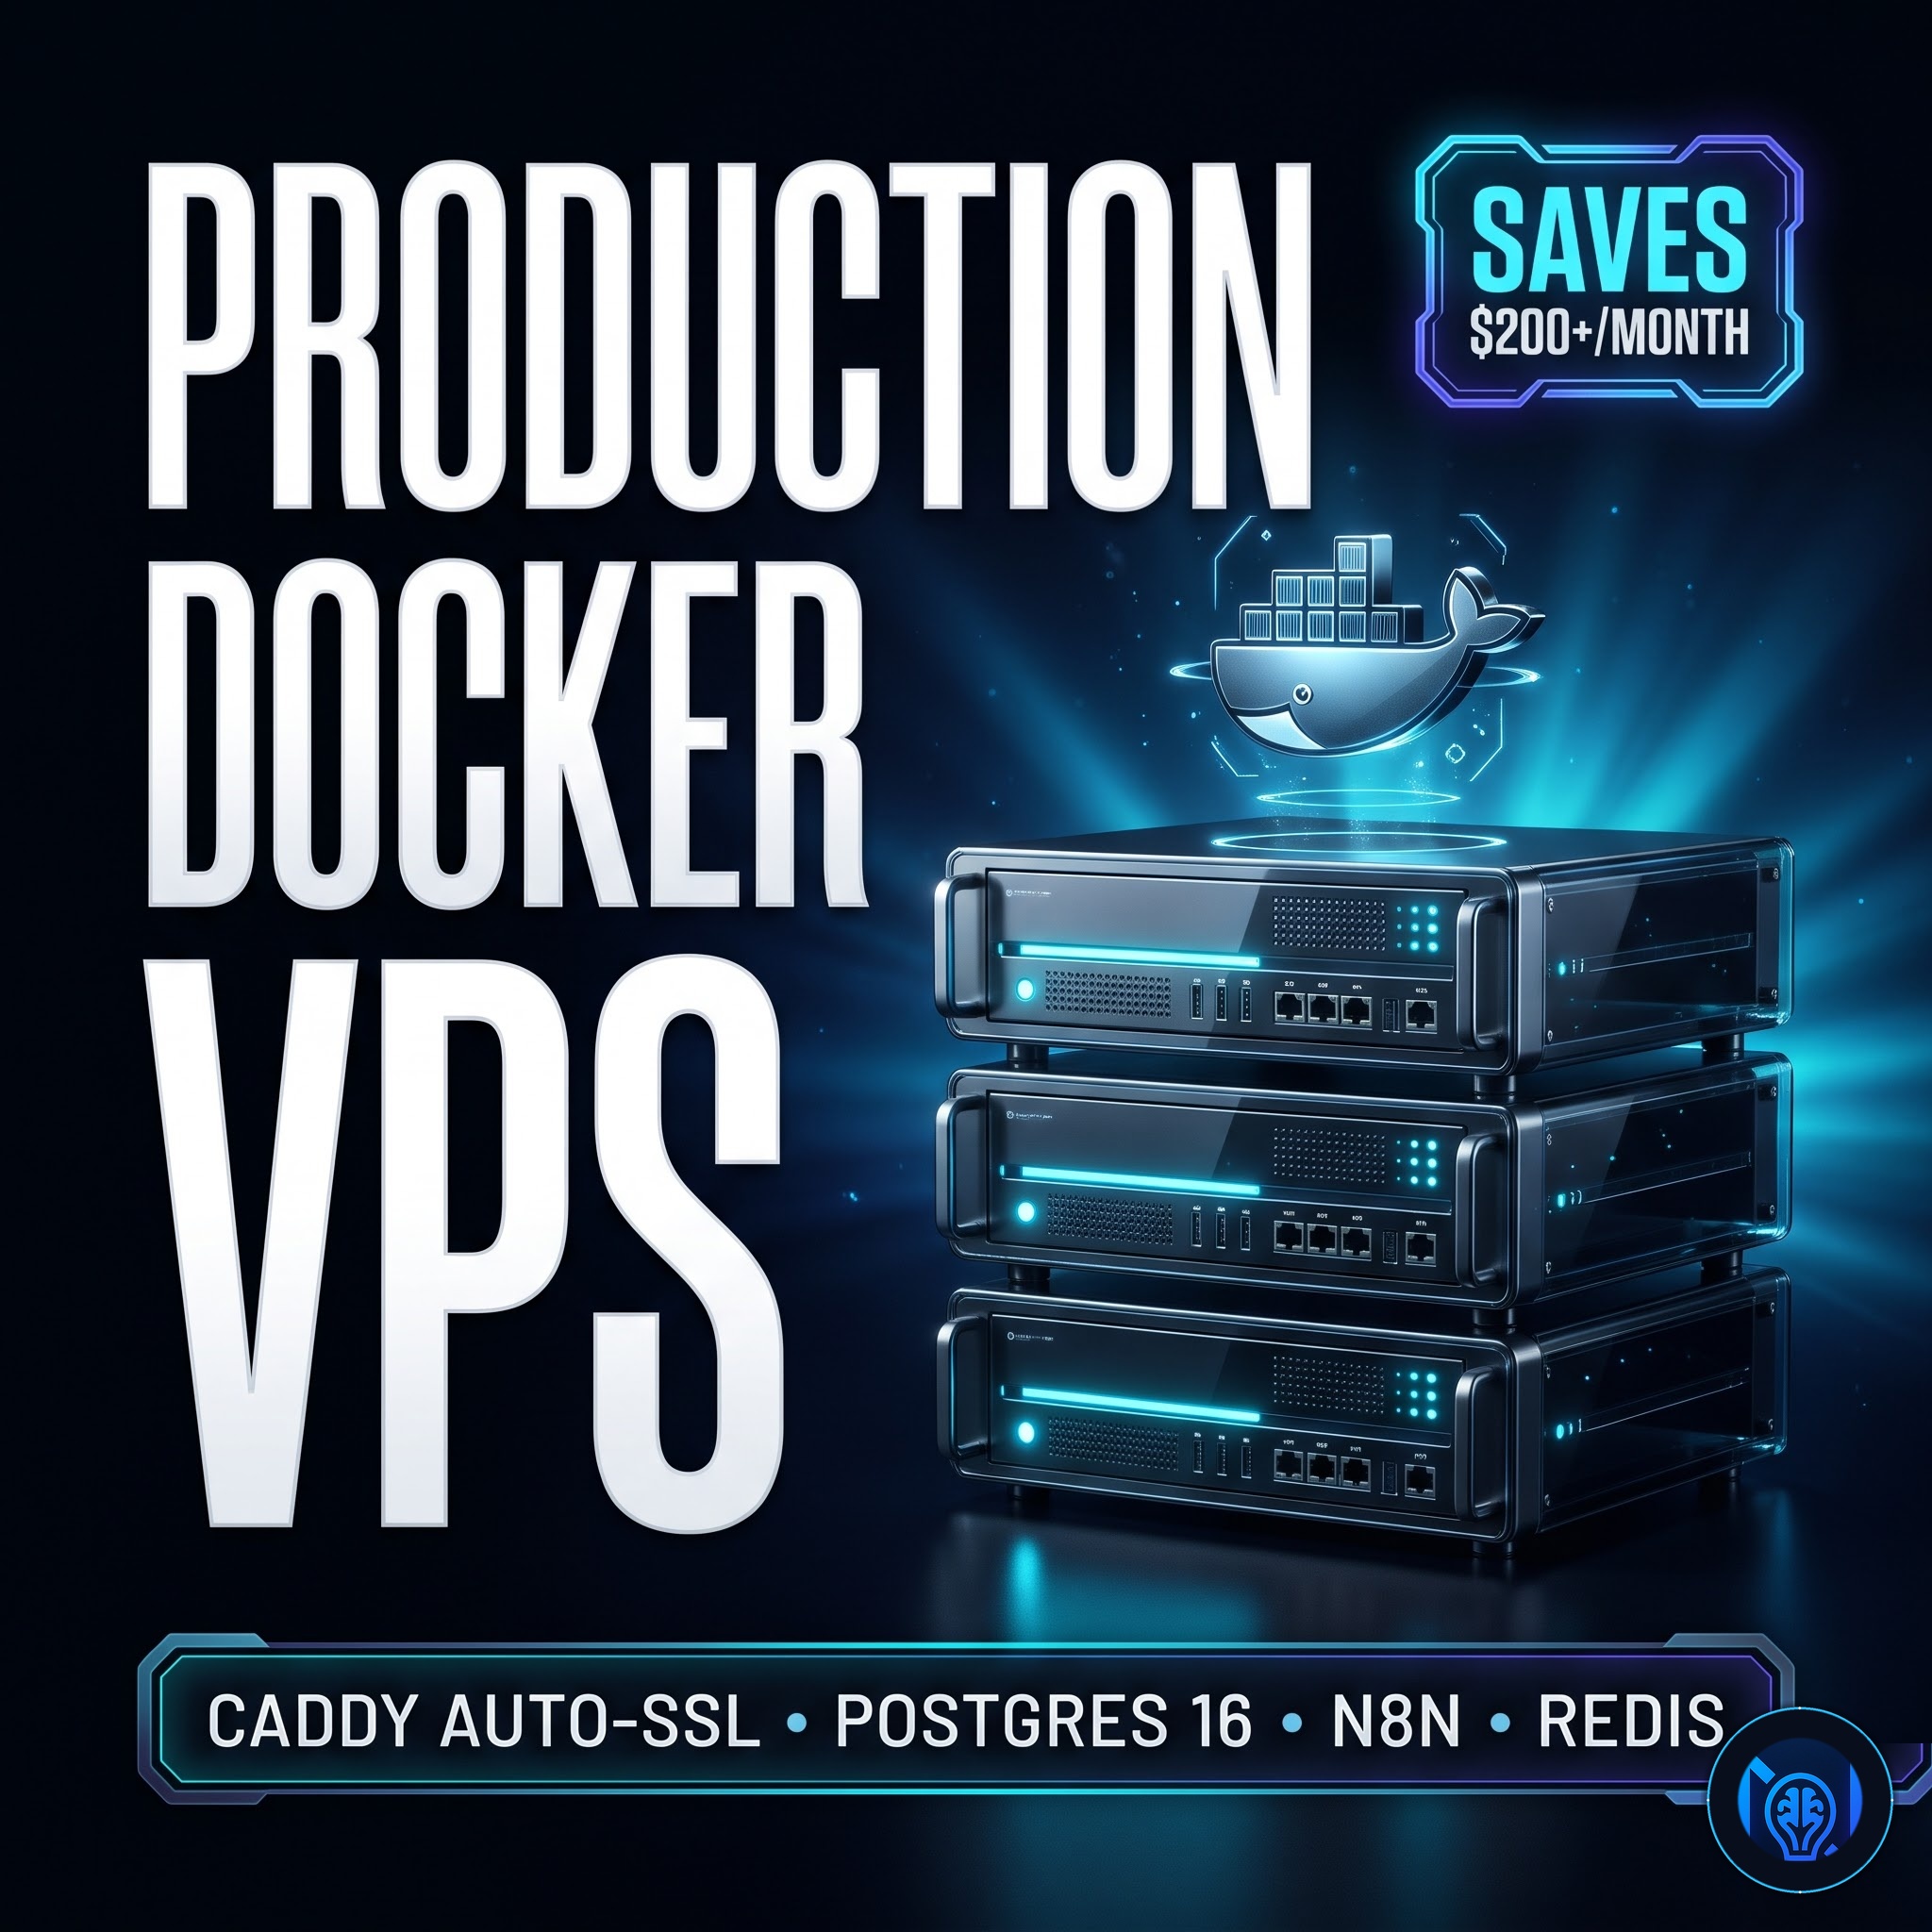 PRODUCTION
SAVES
$200+/MONTH
DOCKER
VPS
CADDY AUTO-SSL • POSTGRES 16 • N8N • REDIS